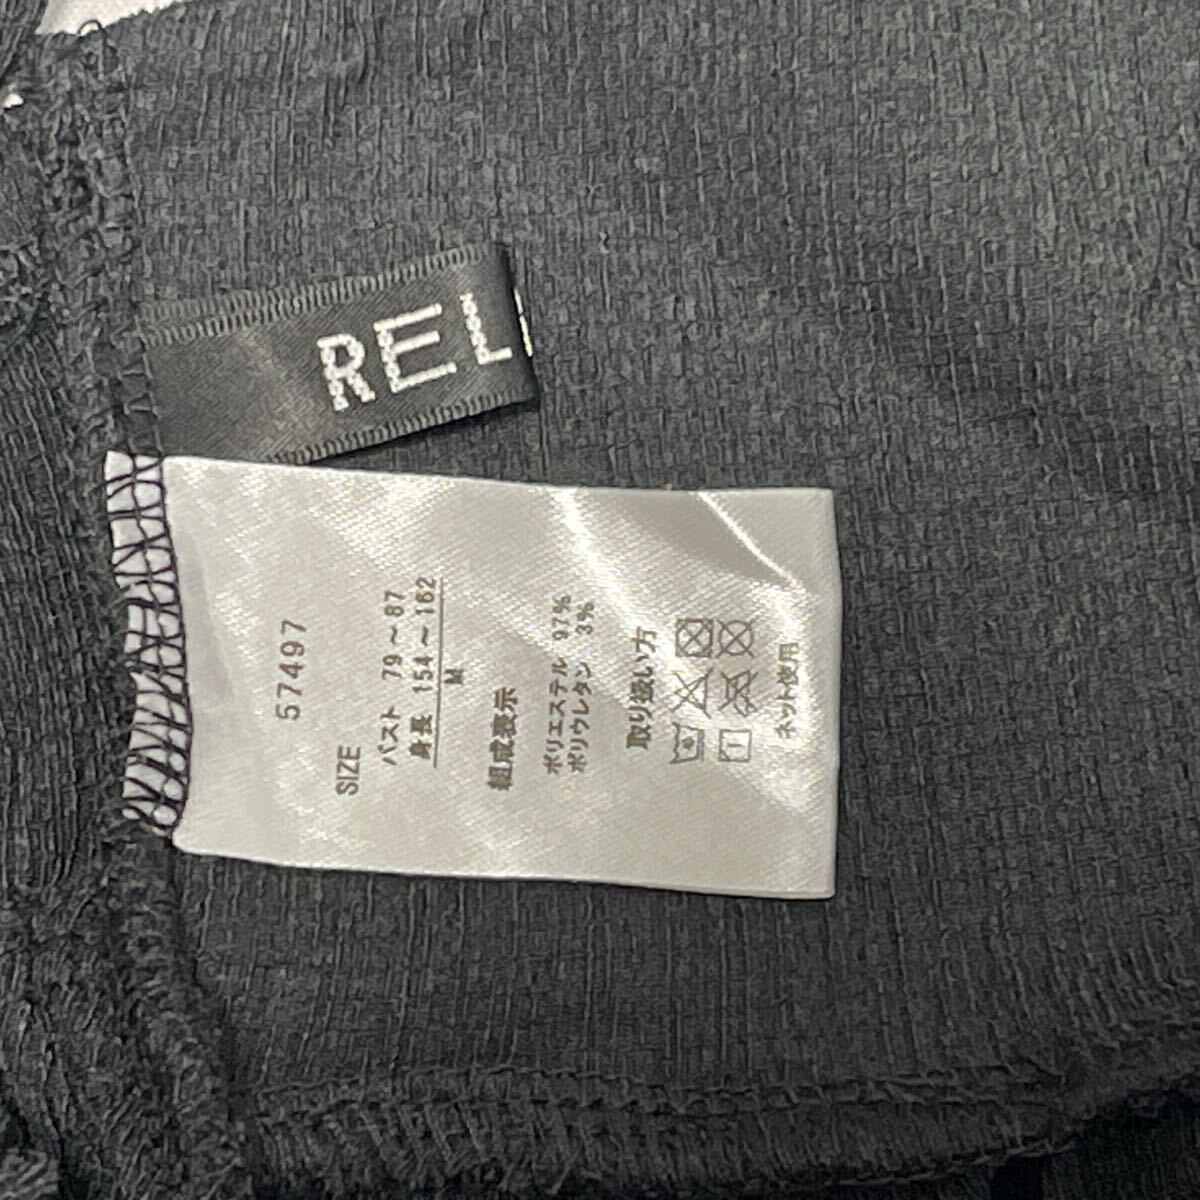 REL
57497
SIZE
バスト 79～87
身長 154～162
M
組成表示
ポリエステル 97%
ポリウレタン 3%
取り扱い方
ネット使用